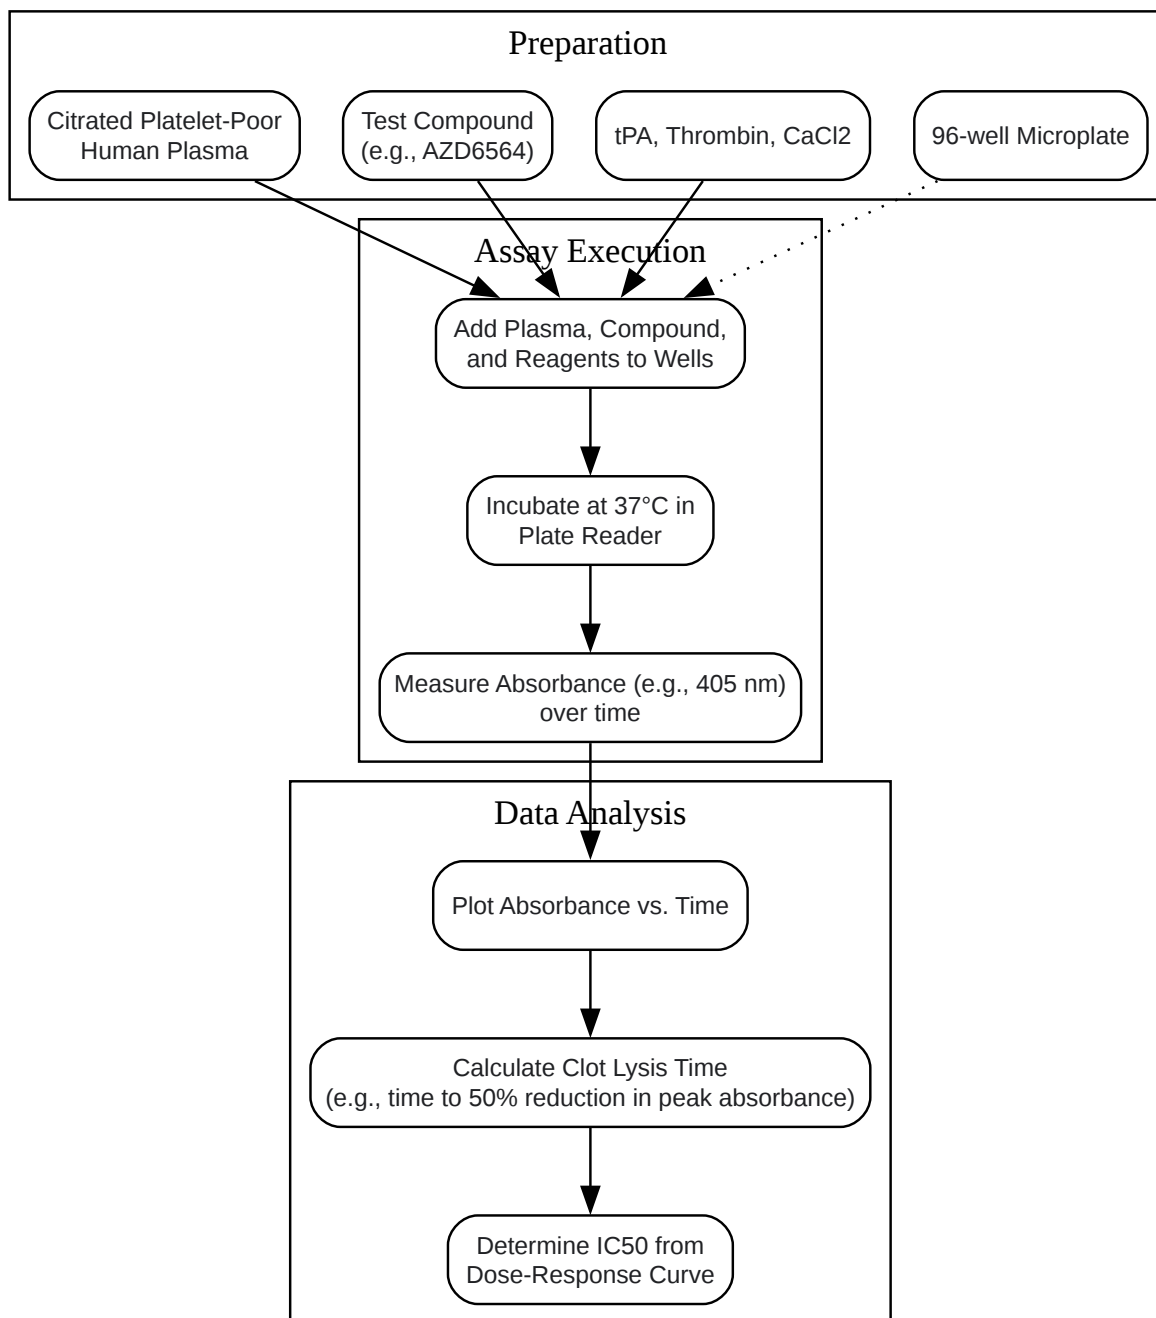 Preparation
Citrated Platelet-Poor
Human Plasma
Test Compound
(e.g., AZD6564)
tPA, Thrombin, CaCl2
96-well Microplate
Assay Execution
Add Plasma, Compound,
and Reagents to Wells
Incubate at 37°C in
Plate Reader
Measure Absorbance (e.g., 405 nm)
over time
Data Analysis
Plot Absorbance vs. Time
Calculate Clot Lysis Time
(e.g., time to 50% reduction in peak absorbance)
Determine IC50 from
Dose-Response Curve